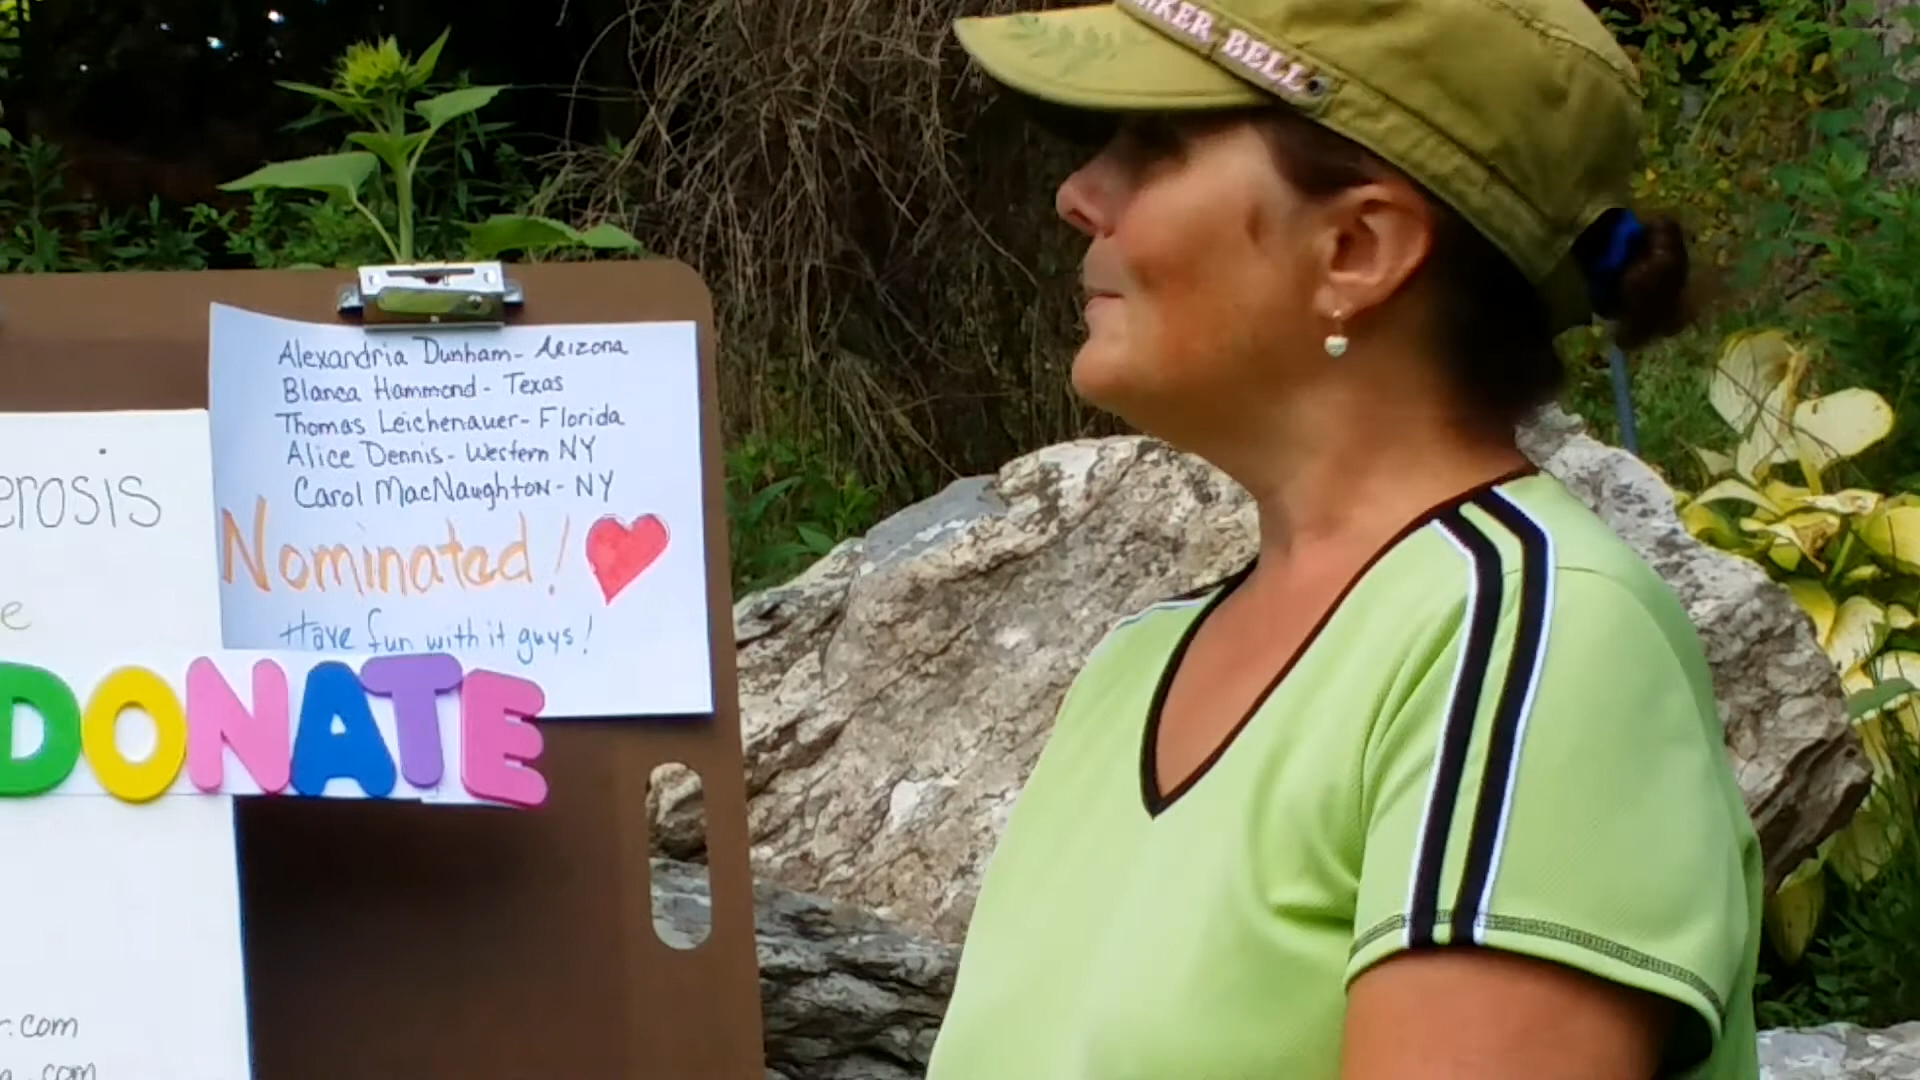 BELL
Alexandria Dunham- Arizona
Blanca Hammond- Texas
Thomas Leichenauer- Florida
Alice Dennis- Western NY
Carol MacNaughton- NY
Nominated!
Have fun with it guys!
erosis
e
DONATE
r.com
.com